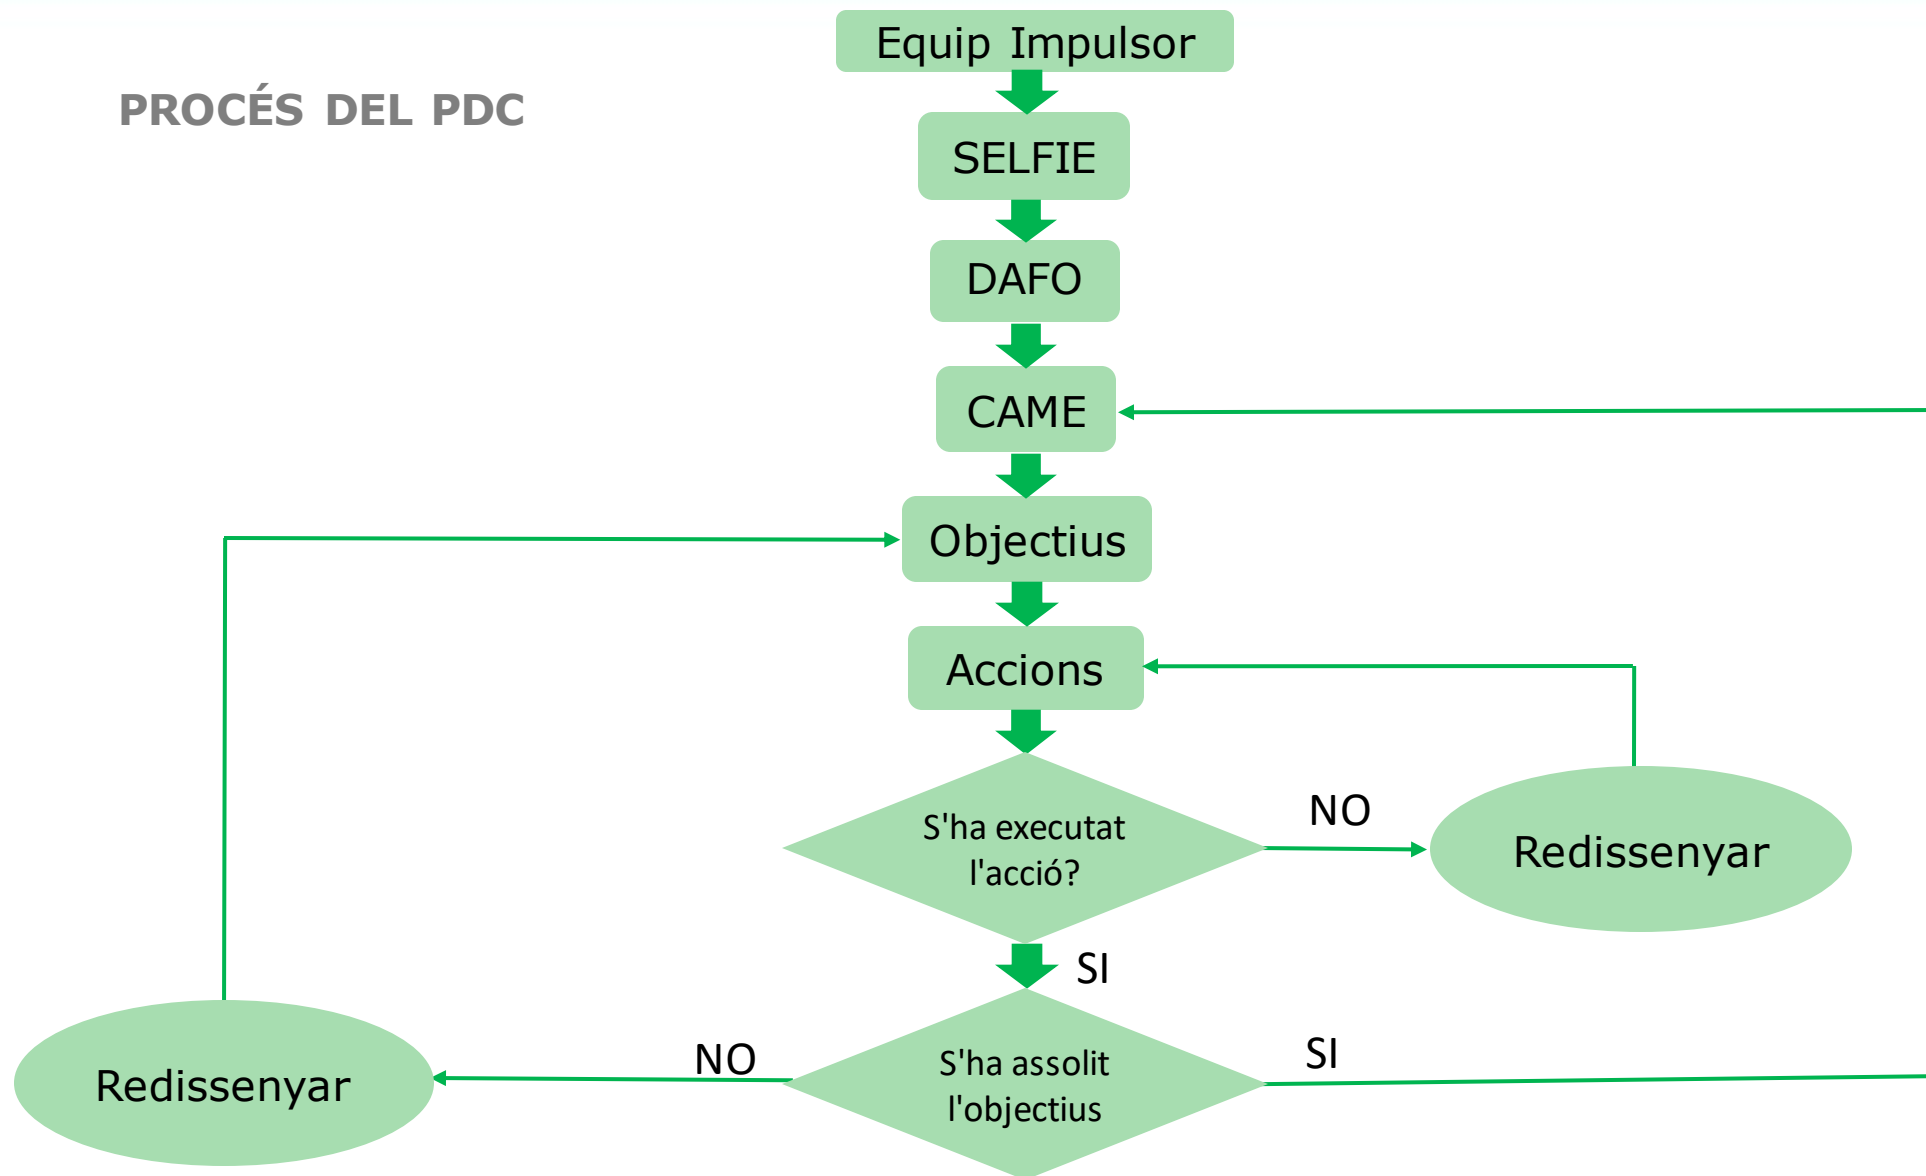 Equip Impulsor
PROCÉS DEL PDC
SELFIE
DAFO
CAME
Objectius
Accions
S'ha executat
l'acció?
NO
Redissenyar
SI
S'ha assolit
l'objectius
NO
Redissenyar
SI